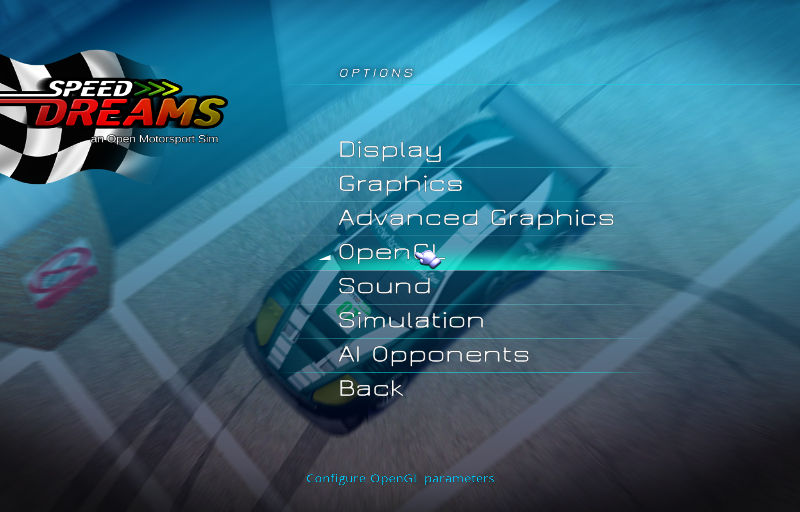 OPTIONS
SPEED
DREAMS
an Open Motorsport Sim
Display
Graphics
Advanced Graphics
OpenGL
Sound
Simulation
AI Opponents
Back
Configure OpenGL parameters